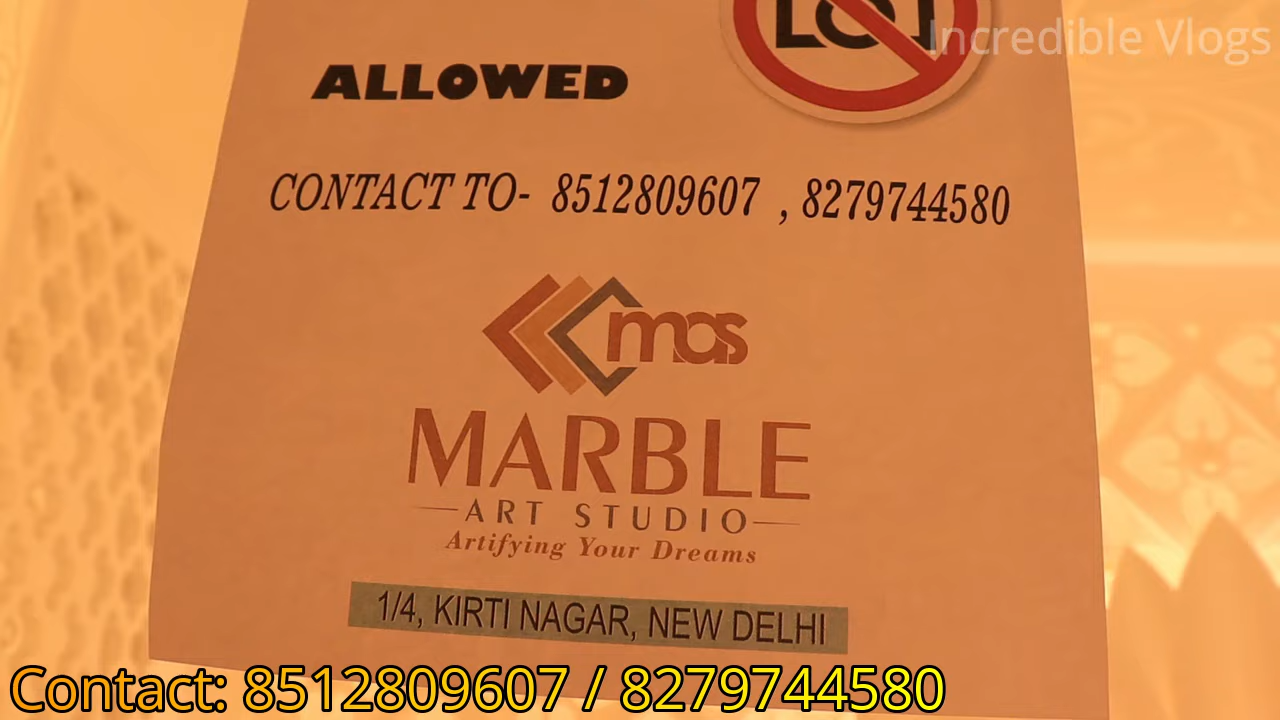 Incredible Vlogs
ALLOWED
CONTACT TO- 8512809607 , 8279744580
mas
MARBLE
ART STUDIO
Artifying Your Dreams
1/4, KIRTI NAGAR, NEW DELHI
Contact: 8512809607 / 8279744580